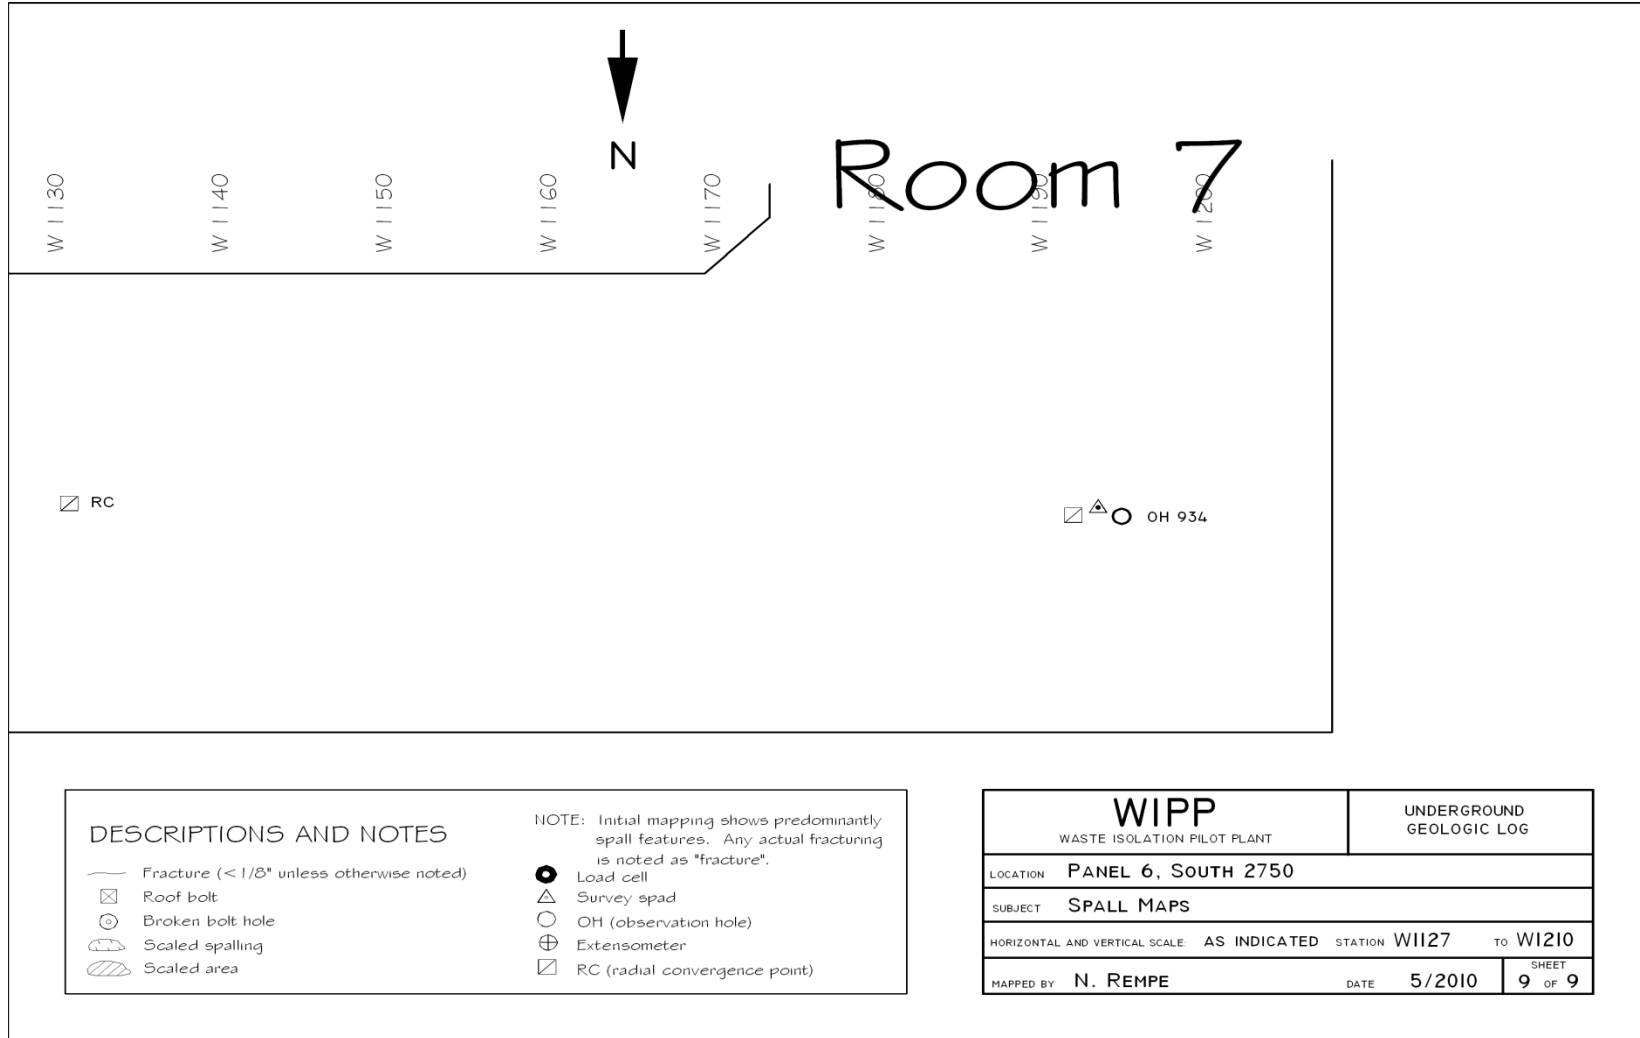 N
Room 7
W 1130
W 1140
W 1150
W 1160
W 1170
W 1180
W 1190
W 1200
RC
OH 934
DESCRIPTIONS AND NOTES
Fracture (< 1/8" unless otherwise noted)
Roof bolt
Broken bolt hole
Scaled spalling
Scaled area
NOTE: Initial mapping shows predominantly
spall features. Any actual fracturing
is noted as "fracture".
Load cell
Survey spad
OH (observation hole)
Extensometer
RC (radial convergence point)
WIPP
WASTE ISOLATION PILOT PLANT
UNDERGROUND
GEOLOGIC LOG
LOCATION PANEL 6, SOUTH 2750
SUBJECT SPALL MAPS
HORIZONTAL AND VERTICAL SCALE: AS INDICATED STATION W1127 TO W1210
MAPPED BY N. REMPE DATE 5/2010 SHEET 9 OF 9